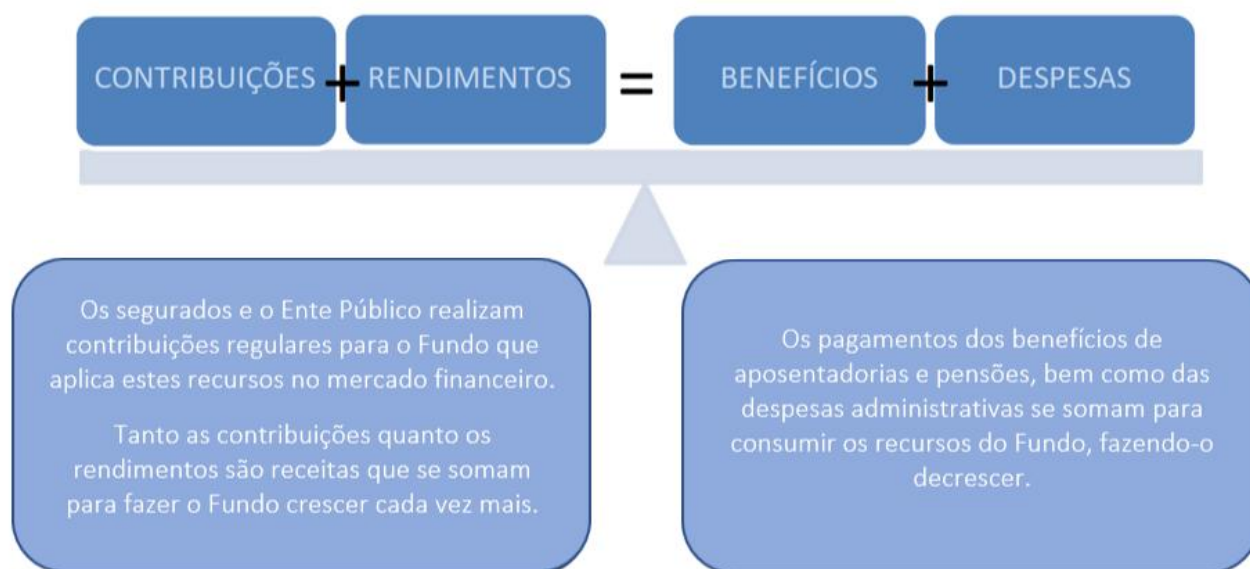 CONTRIBUIÇÕES + RENDIMENTOS = BENEFÍCIOS + DESPESAS
Os segurados e o Ente Público realizam
contribuições regulares para o Fundo que
aplica estes recursos no mercado financeiro.
Tanto as contribuições quanto os
rendimentos são receitas que se somam
para fazer o Fundo crescer cada vez mais.
Os pagamentos dos benefícios de
aposentadorias e pensões, bem como das
despesas administrativas se somam para
consumir os recursos do Fundo, fazendo-o
decrescer.